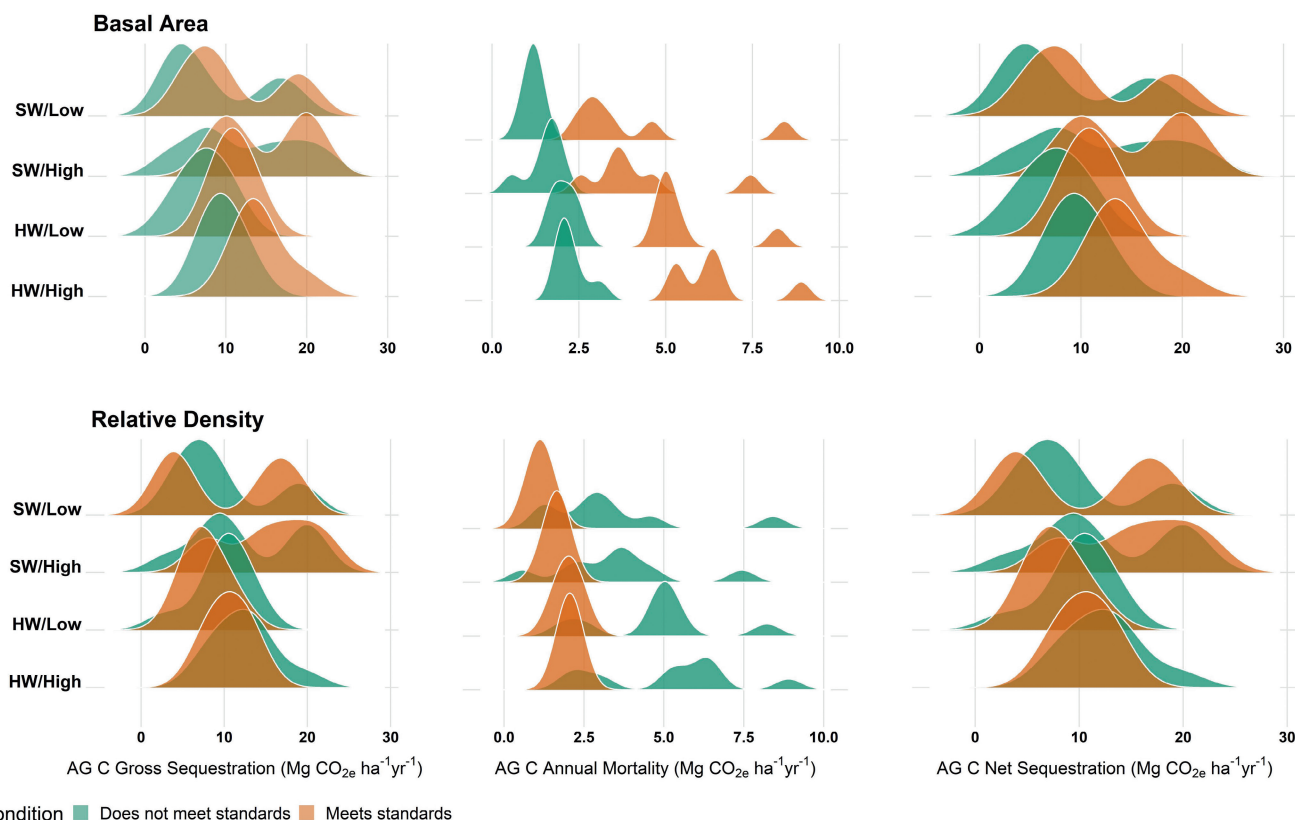 Basal Area
SW/Low
SW/High
HW/Low
HW/High
0 10 20 30
0.0 2.5 5.0 7.5 10.0
0 10 20 30
Relative Density
SW/Low
SW/High
HW/Low
HW/High
0 10 20 30
0.0 2.5 5.0 7.5 10.0
0 10 20 30
AG C Gross Sequestration (Mg CO₂ₑ ha⁻¹yr⁻¹)
AG C Annual Mortality (Mg CO₂ₑ ha⁻¹yr⁻¹)
AG C Net Sequestration (Mg CO₂ₑ ha⁻¹yr⁻¹)
ondition Does not meet standards Meets standards